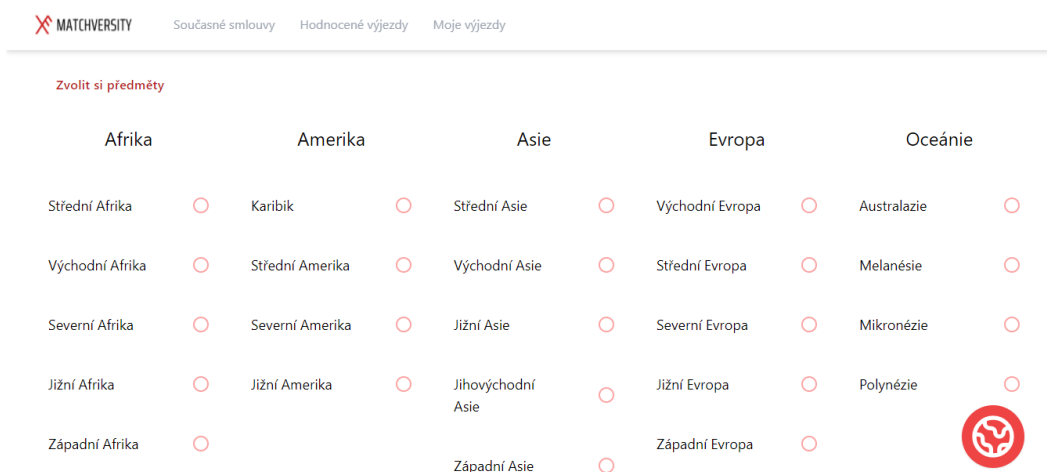 MATCHVERSITY Současné smlouvy Hodnocené výjezdy Moje výjezdy
Zvolit si předměty
Afrika Amerika Asie Evropa Oceánie
Střední Afrika Karibik Střední Asie Východní Evropa Australazie
Východní Afrika Střední Amerika Východní Asie Střední Evropa Melanésie
Severní Afrika Severní Amerika Jižní Asie Severní Evropa Mikronézie
Jižní Afrika Jižní Amerika Jihovýchodní Jižní Evropa Polynézie
Asie
Západní Afrika Západní Evropa
Západní Asie